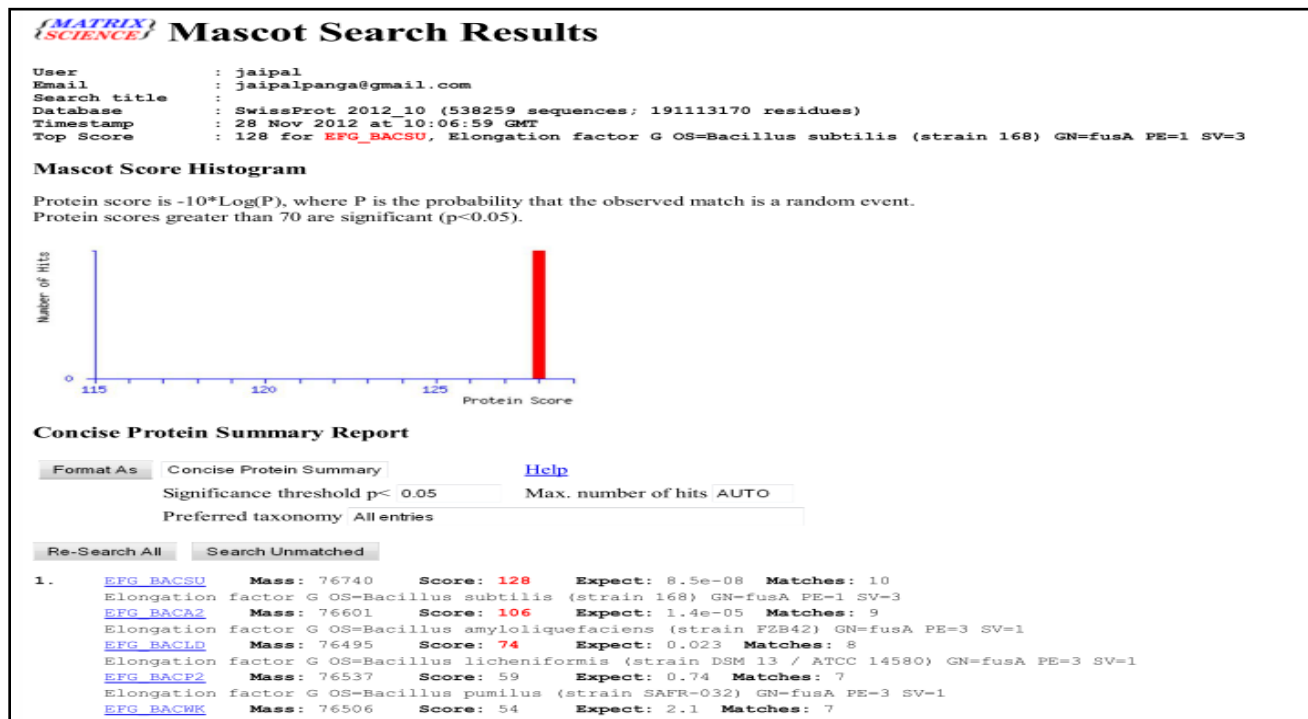 {MATRIX SCIENCE} Mascot Search Results
User : jaipal
Email : jaipalpanga@gmail.com
Search title :
Database : SwissProt 2012_10 (538259 sequences; 191113170 residues)
Timestamp : 28 Nov 2012 at 10:06:59 GMT
Top Score : 128 for EFG_BACSU, Elongation factor G OS=Bacillus subtilis (strain 168) GN=fusA PE=1 SV=3
Mascot Score Histogram
Protein score is -10*Log(P), where P is the probability that the observed match is a random event.
Protein scores greater than 70 are significant (p<0.05).
Number of Hits
0
115 120 125
Protein Score
Concise Protein Summary Report
Format As Concise Protein Summary Help
Significance threshold p< 0.05 Max. number of hits AUTO
Preferred taxonomy All entries
Re-Search All Search Unmatched
1. EFG_BACSU Mass: 76740 Score: 128 Expect: 8.5e-08 Matches: 10
Elongation factor G OS=Bacillus subtilis (strain 168) GN=fusA PE=1 SV=3
EFG_BACA2 Mass: 76601 Score: 106 Expect: 1.4e-05 Matches: 9
Elongation factor G OS=Bacillus amyloliquefaciens (strain FZB42) GN=fusA PE=3 SV=1
EFG_BACLD Mass: 76495 Score: 74 Expect: 0.023 Matches: 8
Elongation factor G OS=Bacillus licheniformis (strain DSM 13 / ATCC 14580) GN=fusA PE=3 SV=1
EFG_BACP2 Mass: 76537 Score: 59 Expect: 0.74 Matches: 7
Elongation factor G OS=Bacillus pumilus (strain SAFR-032) GN=fusA PE=3 SV=1
EFG_BACWK Mass: 76506 Score: 54 Expect: 2.1 Matches: 7